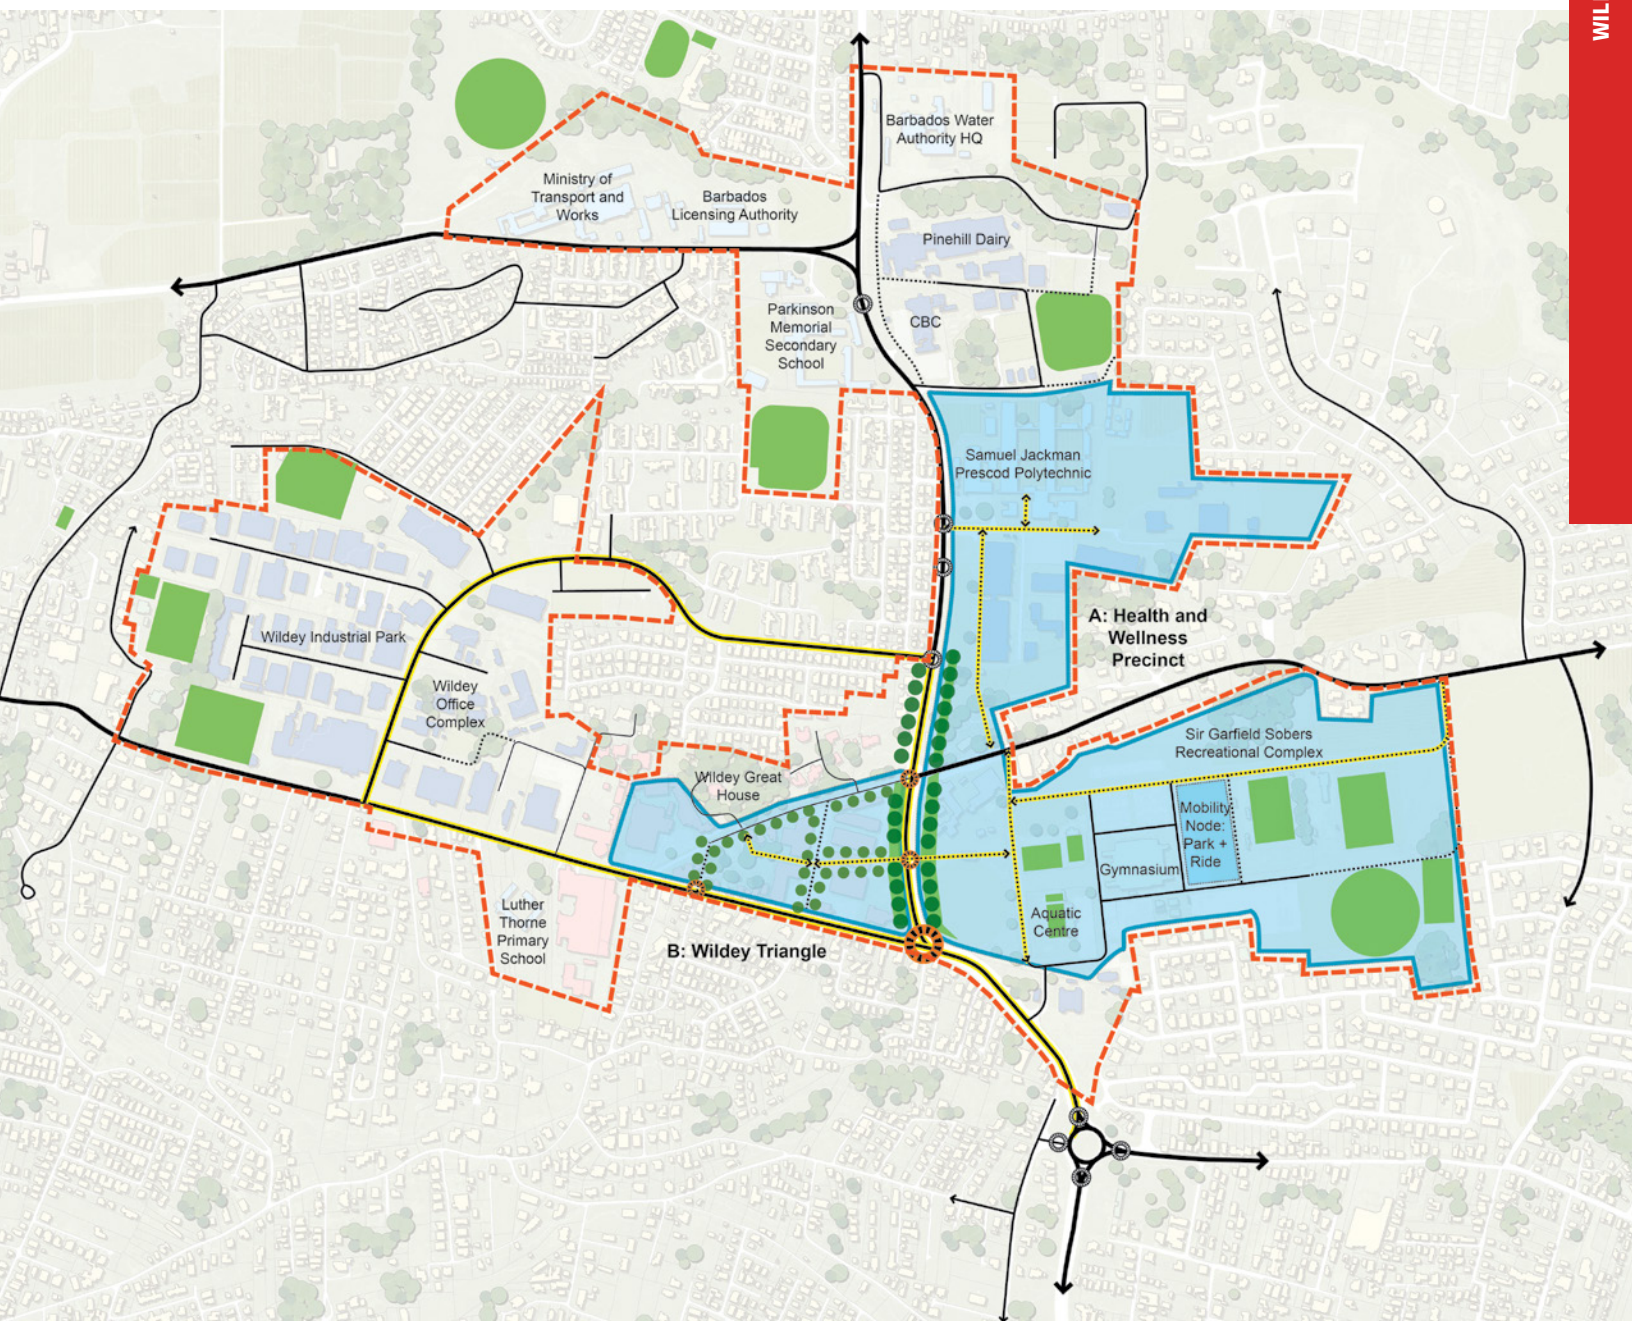 WIL
Barbados Water
Authority HQ
Ministry of
Transport and
Works
Barbados
Licensing Authority
Pinehill Dairy
Parkinson
Memorial
Secondary
School
CBC
Samuel Jackman
Prescod Polytechnic
A: Health and
Wellness
Precinct
Wildey Industrial Park
Wildey
Office
Complex
Sir Garfield Sobers
Recreational Complex
Wildey Great
House
Mobility
Node:
Park +
Ride
Gymnasium
Aquatic
Centre
Luther
Thorne
Primary
School
B: Wildey Triangle